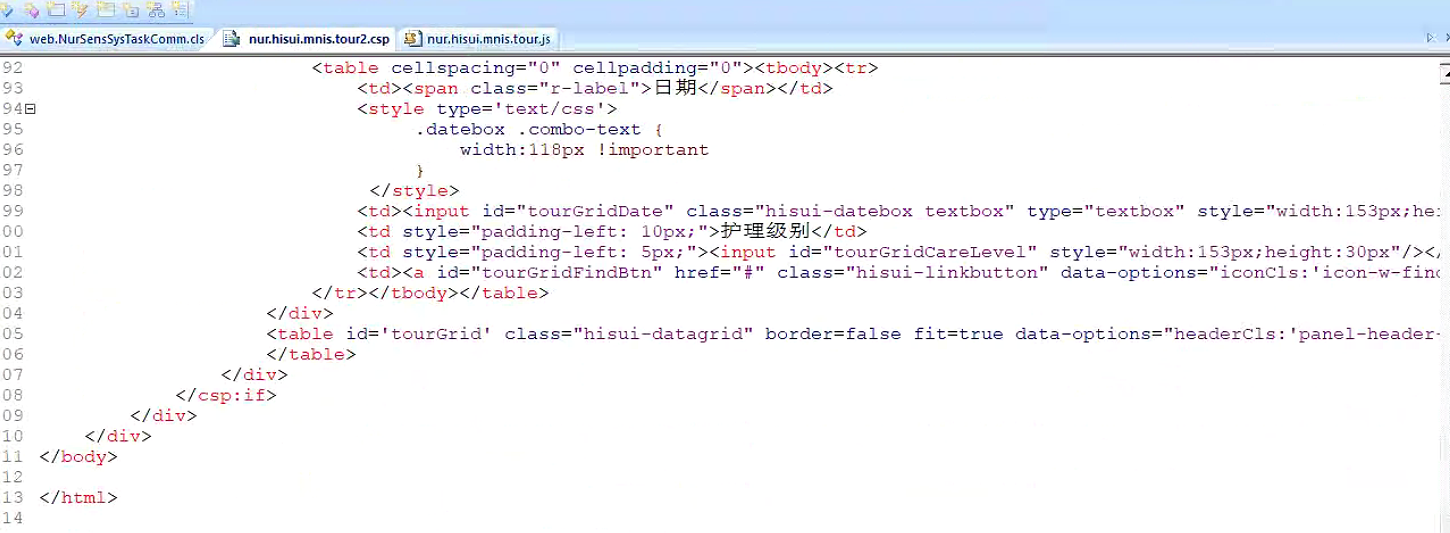 web.NurSensSysTaskComm.cls nur.hisui.mnis.tour2.csp nur.hisui.mnis.tour.js
92 <table cellspacing="0" cellpadding="0"><tbody><tr>
93 <td><span class="r-label">日期</span></td>
94 <style type='text/css'>
95 .datebox .combo-text {
96 width:118px !important
97 }
98 </style>
99 <td><input id="tourGridDate" class="hisui-datebox textbox" type="textbox" style="width:153px;hei
00 <td style="padding-left: 10px;">护理级别</td>
01 <td style="padding-left: 5px;"><input id="tourGridCareLevel" style="width:153px;height:30px"/></
02 <td><a id="tourGridFindBtn" href="#" class="hisui-linkbutton" data-options="iconCls:'icon-w-find
03 </tr></tbody></table>
04 </div>
05 <table id='tourGrid' class="hisui-datagrid" border=false fit=true data-options="headerCls:'panel-header-
06 </table>
07 </div>
08 </csp:if>
09 </div>
10 </div>
11 </body>
12
13 </html>
14